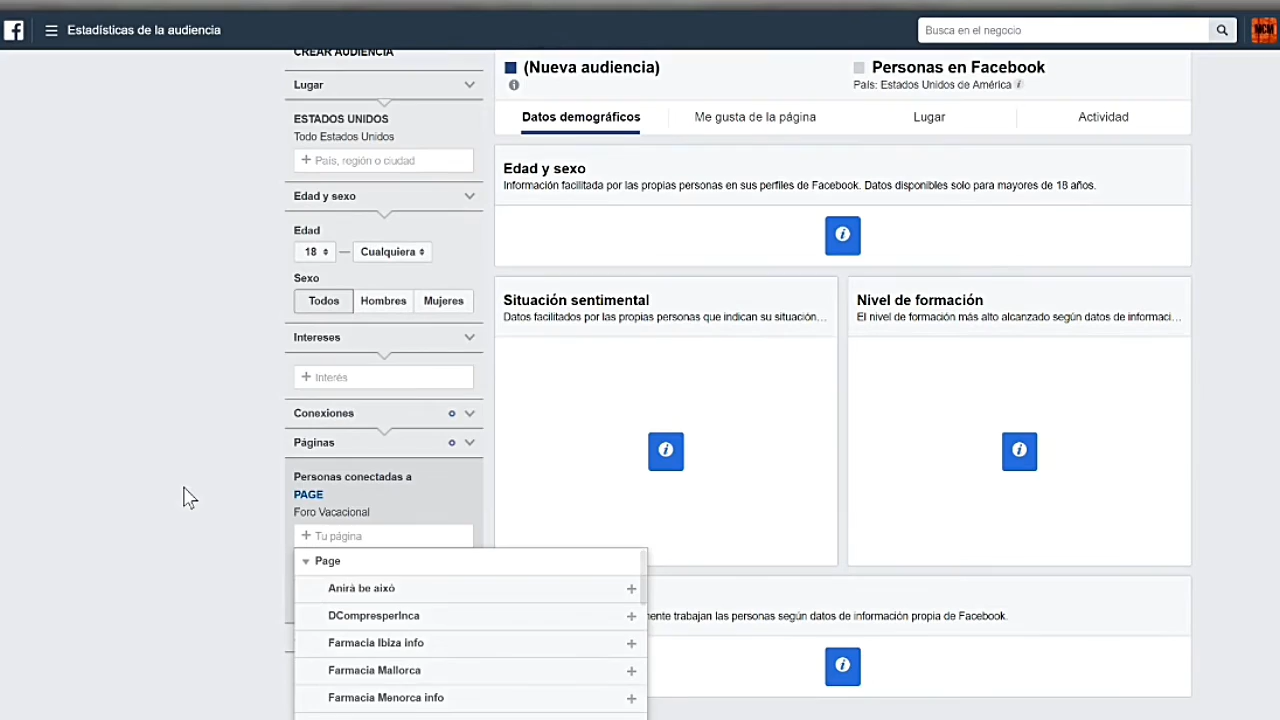 Estadísticas de la audiencia
Busca en el negocio
CREAR AUDIENCIA
Lugar
ESTADOS UNIDOS
Todo Estados Unidos
+ País, región o ciudad
Edad y sexo
Edad
18 — Cualquiera
Sexo
Todos Hombres Mujeres
Intereses
+ Interés
Conexiones
Páginas
Personas conectadas a
PAGE
Foro Vacacional
+ Tu página
Page
Anirà be aixó
DCompresperInca
Farmacia Ibiza info
Farmacia Mallorca
Farmacia Menorca info
(Nueva audiencia)
Personas en Facebook
País: Estados Unidos de América
Datos demográficos Me gusta de la página Lugar Actividad
Edad y sexo
Información facilitada por las propias personas en sus perfiles de Facebook. Datos disponibles solo para mayores de 18 años.
Situación sentimental
Datos facilitados por las propias personas que indican su situación...
Nivel de formación
El nivel de formación más alto alcanzado según datos de informaci...
mente trabajan las personas según datos de información propia de Facebook.